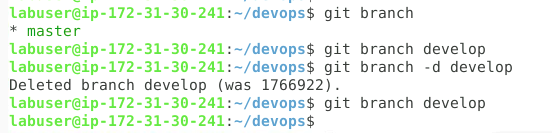 labuser@ip-172-31-30-241:~/devops$ git branch
* master
labuser@ip-172-31-30-241:~/devops$ git branch develop
labuser@ip-172-31-30-241:~/devops$ git branch -d develop
Deleted branch develop (was 1766922).
labuser@ip-172-31-30-241:~/devops$ git branch develop
labuser@ip-172-31-30-241:~/devops$